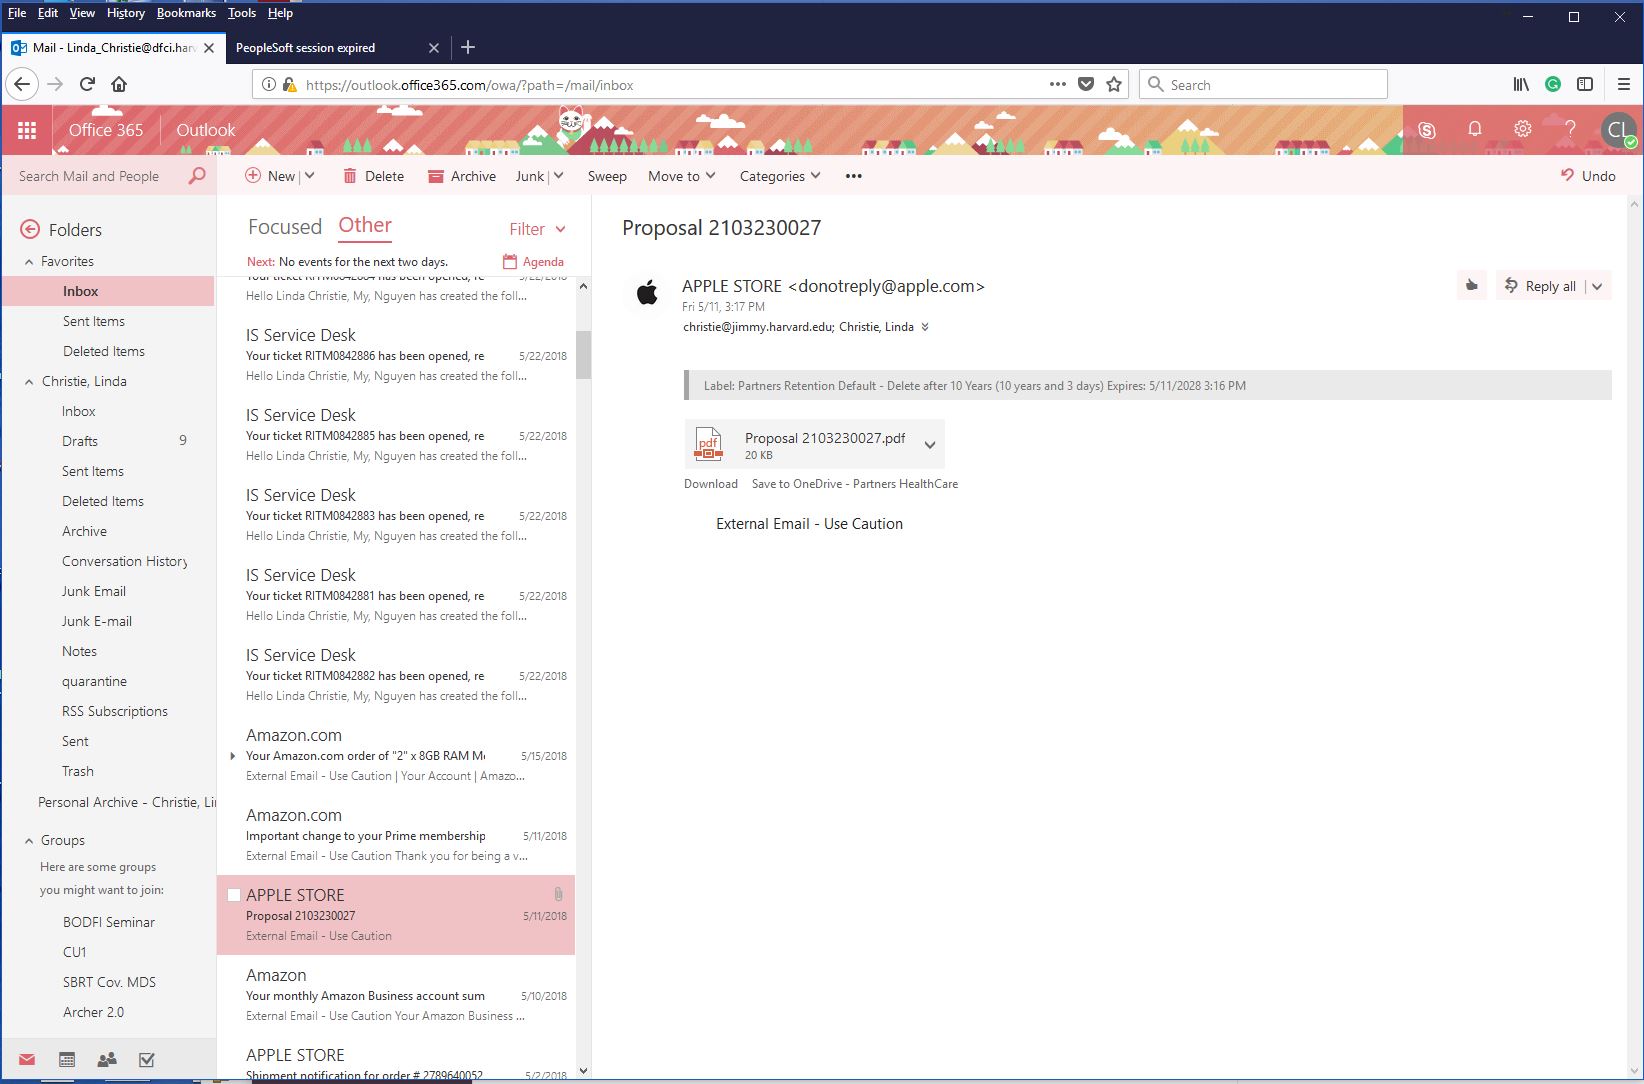 File Edit View History Bookmarks Tools Help
Mail - Linda_Christie@dfci.har
PeopleSoft session expired
https://outlook.office365.com/owa/?path=/mail/inbox
Search
Office 365
Outlook
CL
Search Mail and People
New
Delete
Archive
Junk
Sweep
Move to
Categories
Undo
Folders
Favorites
Inbox
Sent Items
Deleted Items
Christie, Linda
Inbox
Drafts 9
Sent Items
Deleted Items
Archive
Conversation History
Junk Email
Junk E-mail
Notes
quarantine
RSS Subscriptions
Sent
Trash
Personal Archive - Christie, Li
Groups
Here are some groups
you might want to join:
BODFI Seminar
CU1
SBRT Cov. MDS
Archer 2.0
Focused Other
Filter
Next: No events for the next two days.
Agenda
Your ticket RITM0842884 has been opened, re 5/22/2018
Hello Linda Christie, My, Nguyen has created the foll...
IS Service Desk
Your ticket RITM0842886 has been opened, re 5/22/2018
Hello Linda Christie, My, Nguyen has created the foll...
IS Service Desk
Your ticket RITM0842885 has been opened, re 5/22/2018
Hello Linda Christie, My, Nguyen has created the foll...
IS Service Desk
Your ticket RITM0842883 has been opened, re 5/22/2018
Hello Linda Christie, My, Nguyen has created the foll...
IS Service Desk
Your ticket RITM0842881 has been opened, re 5/22/2018
Hello Linda Christie, My, Nguyen has created the foll...
IS Service Desk
Your ticket RITM0842882 has been opened, re 5/22/2018
Hello Linda Christie, My, Nguyen has created the foll...
Amazon.com
Your Amazon.com order of "2" x 8GB RAM Me 5/15/2018
External Email - Use Caution | Your Account | Amazo...
Amazon.com
Important change to your Prime membership 5/11/2018
External Email - Use Caution Thank you for being a v...
APPLE STORE
Proposal 2103230027 5/11/2018
External Email - Use Caution
Amazon
Your monthly Amazon Business account sum 5/10/2018
External Email - Use Caution Your Amazon Business ...
APPLE STORE
Shipment notification for order # 2789640052 5/2/2018
Proposal 2103230027
APPLE STORE <donotreply@apple.com>
Fri 5/11, 3:17 PM
christie@jimmy.harvard.edu; Christie, Linda
Reply all
Label: Partners Retention Default - Delete after 10 Years (10 years and 3 days) Expires: 5/11/2028 3:16 PM
pdf
Proposal 2103230027.pdf
20 KB
Download Save to OneDrive - Partners HealthCare
External Email - Use Caution